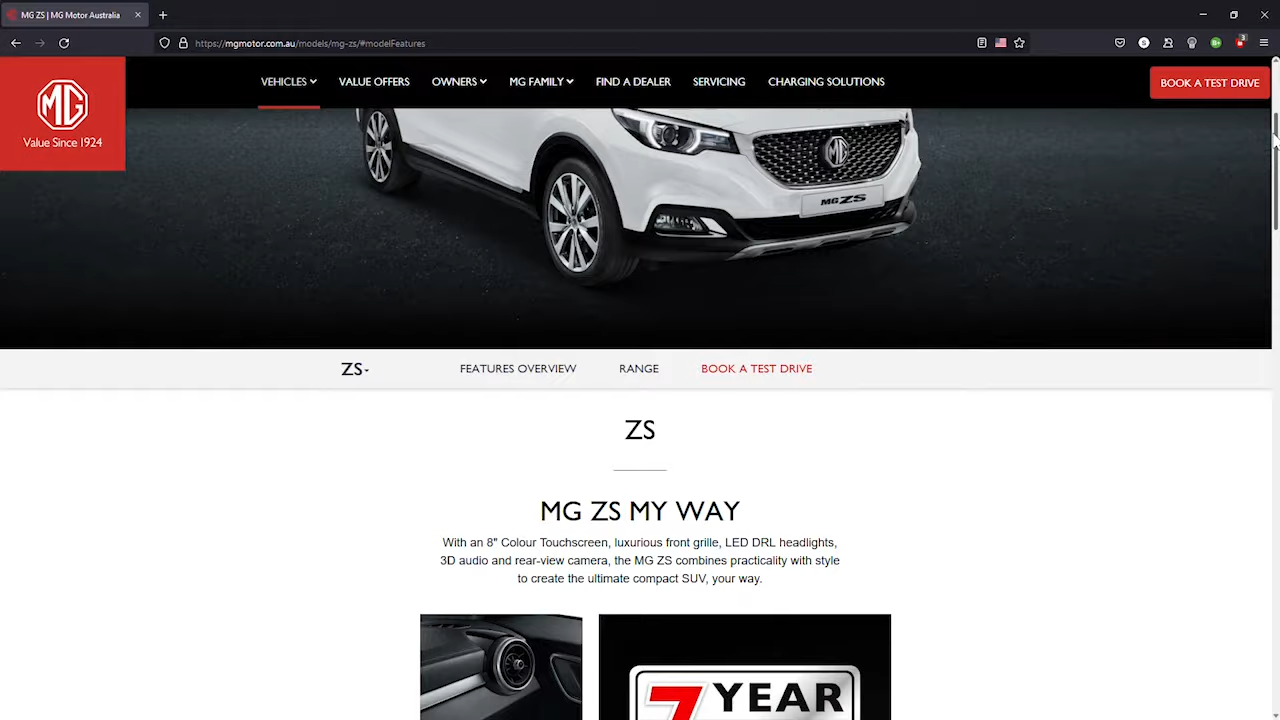 MG ZS | MG Motor Australia
https://mgmotor.com.au/models/mg-zs/#modelFeatures
3
MG
Value Since 1924
VEHICLES
VALUE OFFERS
OWNERS
MG FAMILY
FIND A DEALER
SERVICING
CHARGING SOLUTIONS
BOOK A TEST DRIVE
MG
MG ZS
ZS
FEATURES OVERVIEW
RANGE
BOOK A TEST DRIVE
ZS
MG ZS MY WAY
With an 8" Colour Touchscreen, luxurious front grille, LED DRL headlights,
3D audio and rear-view camera, the MG ZS combines practicality with style
to create the ultimate compact SUV, your way.
7 YEAR